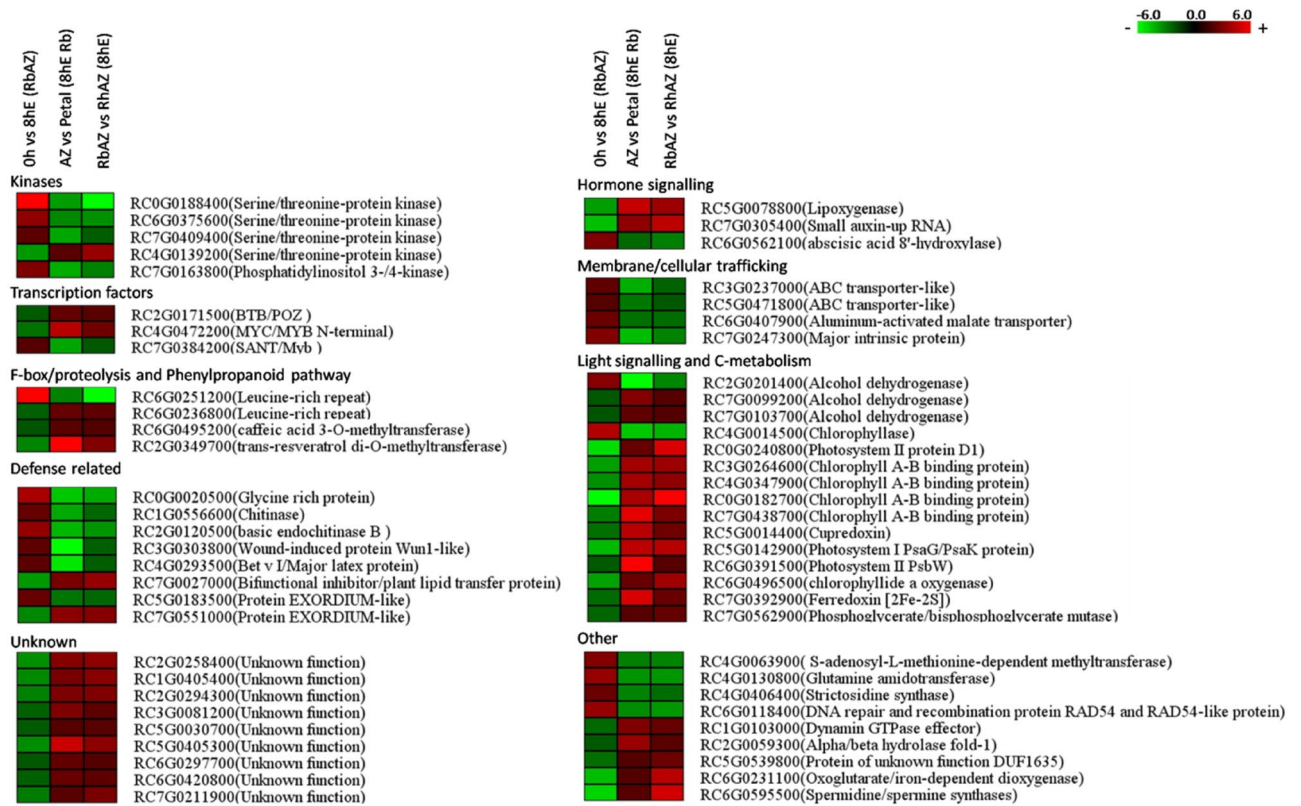 -6.0 0.0 6.0
- +
0h vs 8hE (RbAZ)
AZ vs Petal (8hE Rb)
RbAZ vs RhAZ (8hE)
Kinases
RC0G0188400(Serine/threonine-protein kinase)
RC6G0375600(Serine/threonine-protein kinase)
RC7G0409400(Serine/threonine-protein kinase)
RC4G0139200(Serine/threonine-protein kinase)
RC7G0163800(Phosphatidylinositol 3-/4-kinase)
Transcription factors
RC2G0171500(BTB/POZ )
RC4G0472200(MYC/MYB N-terminal)
RC7G0384200(SANT/Myb )
F-box/proteolysis and Phenylpropanoid pathway
RC6G0251200(Leucine-rich repeat)
RC6G0236800(Leucine-rich repeat)
RC6G0495200(caffeic acid 3-O-methyltransferase)
RC2G0349700(trans-resveratrol di-O-methyltransferase)
Defense related
RC0G0020500(Glycine rich protein)
RC1G0556600(Chitinase)
RC2G0120500(basic endochitinase B )
RC3G0303800(Wound-induced protein Wun1-like)
RC4G0293500(Bet v I/Major latex protein)
RC7G0027000(Bifunctional inhibitor/plant lipid transfer protein)
RC5G0183500(Protein EXORDIUM-like)
RC7G0551000(Protein EXORDIUM-like)
Unknown
RC2G0258400(Unknown function)
RC1G0405400(Unknown function)
RC2G0294300(Unknown function)
RC3G0081200(Unknown function)
RC5G0030700(Unknown function)
RC5G0405300(Unknown function)
RC6G0297700(Unknown function)
RC6G0420800(Unknown function)
RC7G0211900(Unknown function)
0h vs 8hE (RbAZ)
AZ vs Petal (8hE Rb)
RbAZ vs RhAZ (8hE)
Hormone signalling
RC5G0078800(Lipoxygenase)
RC7G0305400(Small auxin-up RNA)
RC6G0562100(abscisic acid 8'-hydroxylase)
Membrane/cellular trafficking
RC3G0237000(ABC transporter-like)
RC5G0471800(ABC transporter-like)
RC6G0407900(Aluminum-activated malate transporter)
RC7G0247300(Major intrinsic protein)
Light signalling and C-metabolism
RC2G0201400(Alcohol dehydrogenase)
RC7G0099200(Alcohol dehydrogenase)
RC7G0103700(Alcohol dehydrogenase)
RC4G0014500(Chlorophyllase)
RC0G0240800(Photosystem II protein D1)
RC3G0264600(Chlorophyll A-B binding protein)
RC4G0347900(Chlorophyll A-B binding protein)
RC0G0182700(Chlorophyll A-B binding protein)
RC7G0438700(Chlorophyll A-B binding protein)
RC5G0014400(Cupredoxin)
RC5G0142900(Photosystem I PsaG/PsaK protein)
RC6G0391500(Photosystem II PsbW)
RC6G0496500(chlorophyllide a oxygenase)
RC7G0392900(Ferredoxin [2Fe-2S])
RC7G0562900(Phosphoglycerate/bisphosphoglycerate mutase)
Other
RC4G0063900( S-adenosyl-L-methionine-dependent methyltransferase)
RC4G0130800(Glutamine amidotransferase)
RC4G0406400(Strictosidine synthase)
RC6G0118400(DNA repair and recombination protein RAD54 and RAD54-like protein)
RC1G0103000(Dynamin GTPase effector)
RC2G0059300(Alpha/beta hydrolase fold-1)
RC5G0539800(Protein of unknown function DUF1635)
RC6G0231100(Oxoglutarate/iron-dependent dioxygenase)
RC6G0595500(Spermidine/spermine synthases)